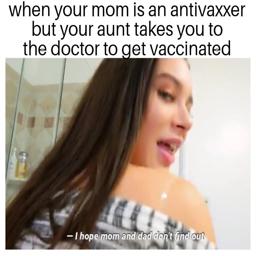 when your mom is an antivaxxer
but your aunt takes you to
the doctor to get vaccinated
– I hope mom and dad don't find out